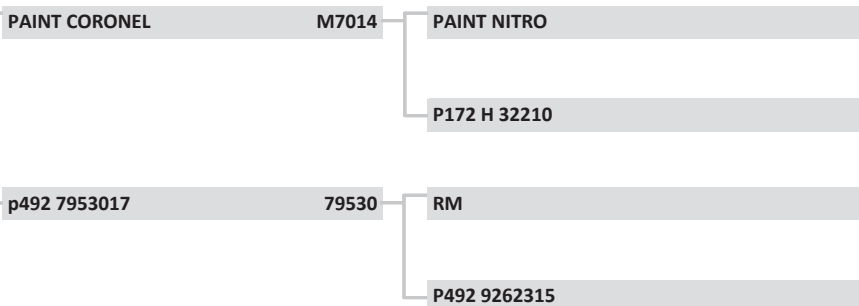 PAINT CORONEL M7014
PAINT NITRO
P172 H 32210
p492 7953017 79530
RM
P492 9262315